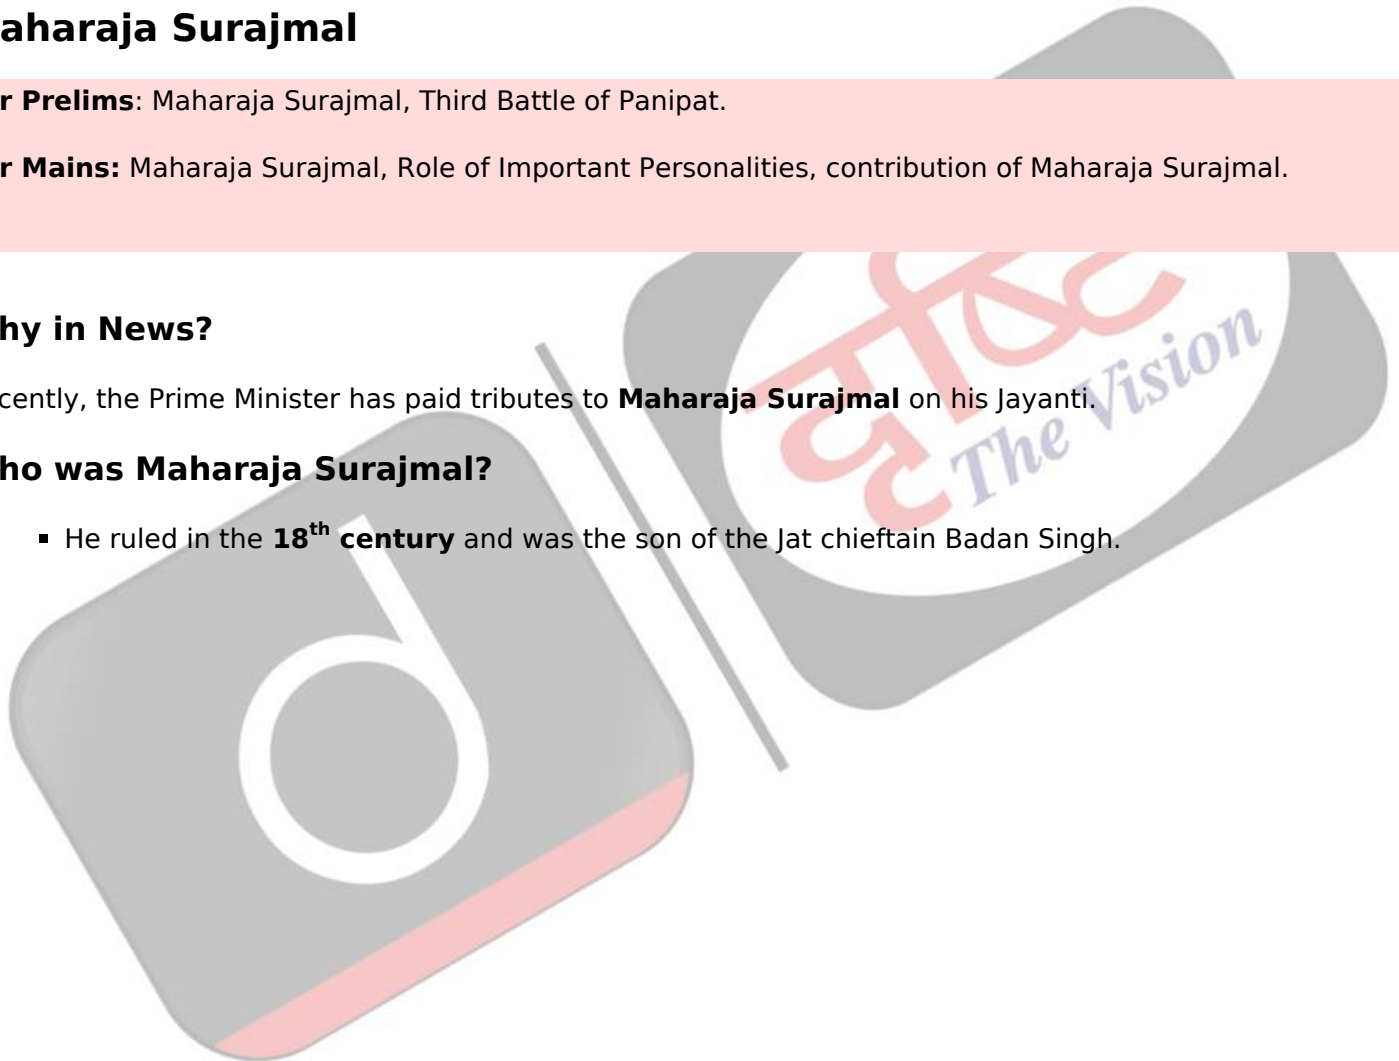 aharaja Surajmal
r Prelims: Maharaja Surajmal, Third Battle of Panipat.
r Mains: Maharaja Surajmal, Role of Important Personalities, contribution of Maharaja Surajmal.
hy in News?
cently, the Prime Minister has paid tributes to Maharaja Surajmal on his Jayanti.
ho was Maharaja Surajmal?
▪ He ruled in the 18th century and was the son of the Jat chieftain Badan Singh.
दृष्टि
The Vision
d